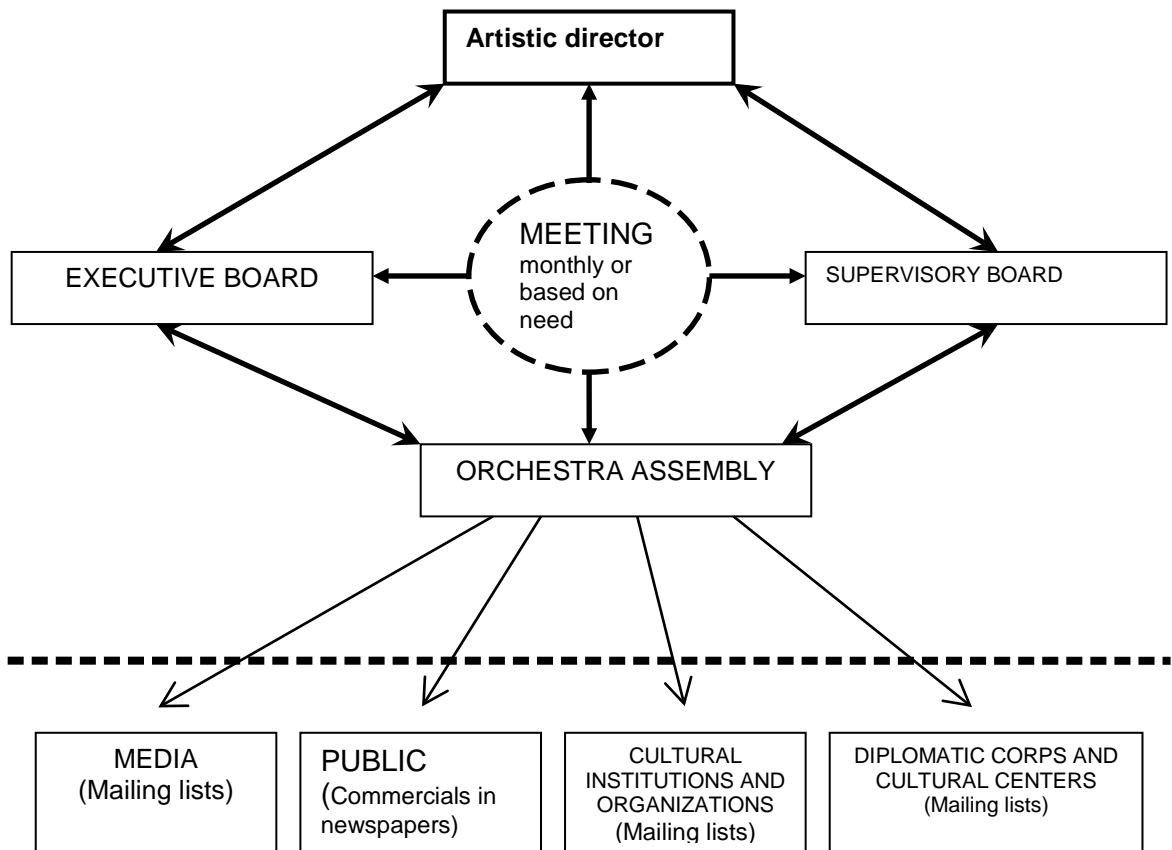 Artistic director
MEETING
monthly or
based on
need
EXECUTIVE BOARD
SUPERVISORY BOARD
ORCHESTRA ASSEMBLY
MEDIA
(Mailing lists)
PUBLIC
(Commercials in
newspapers)
CULTURAL
INSTITUTIONS AND
ORGANIZATIONS
(Mailing lists)
DIPLOMATIC CORPS AND
CULTURAL CENTERS
(Mailing lists)